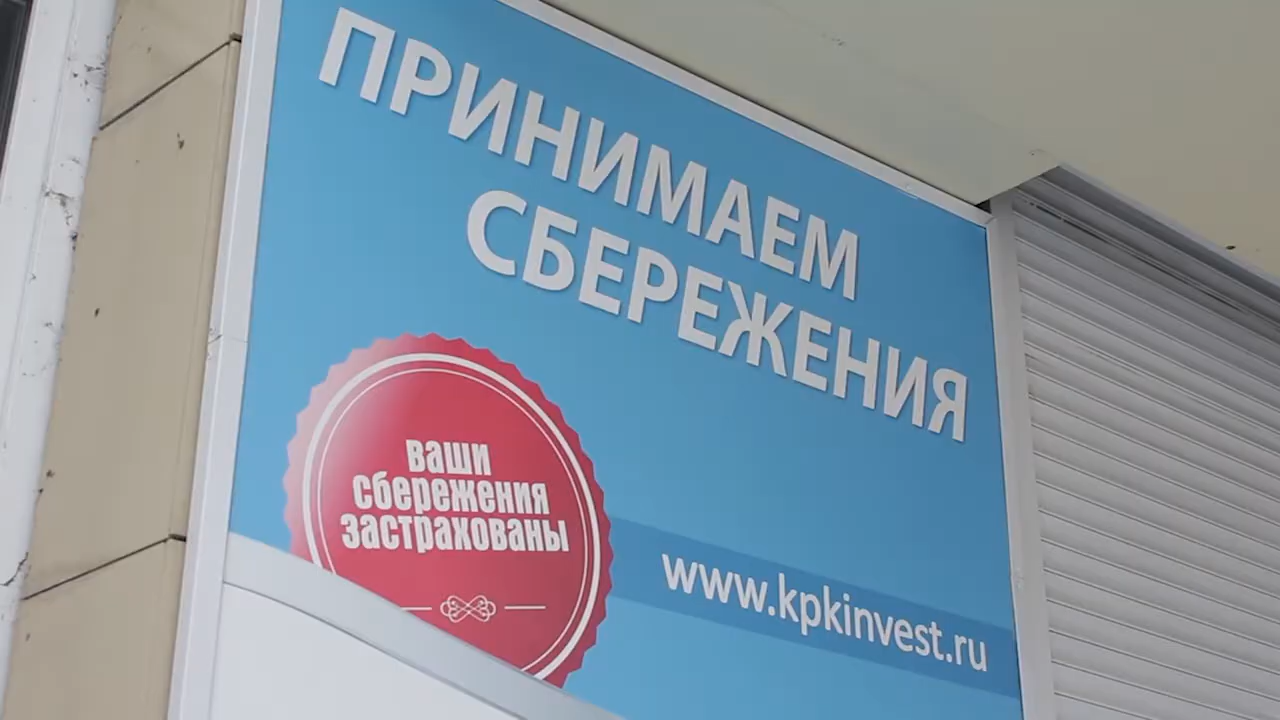 ПРИНИМАЕМ
СБЕРЕЖЕНИЯ
ваши
сбережения
застрахованы
www.kpkinvest.ru